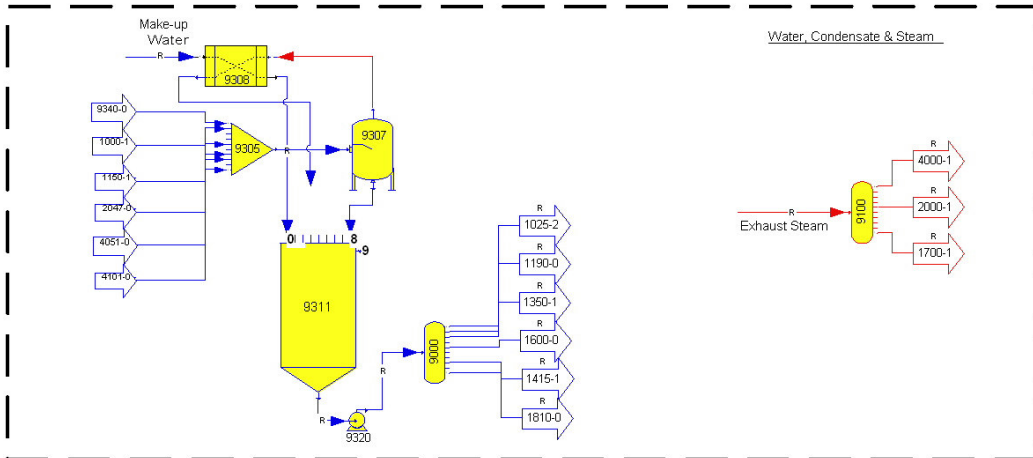 Make-up
Water
Water, Condensate & Steam
R
9308
9340-0
9307
1000-1
9305
R
R
4000-1
1150-1
R
2000-1
9100
R
Exhaust Steam
2047-0
R
1025-2
R
1700-1
4051-0
0
8
9
R
1190-0
4101-0
R
1350-1
9311
R
1600-0
9000
R
R
1415-1
R
1810-0
R
9320